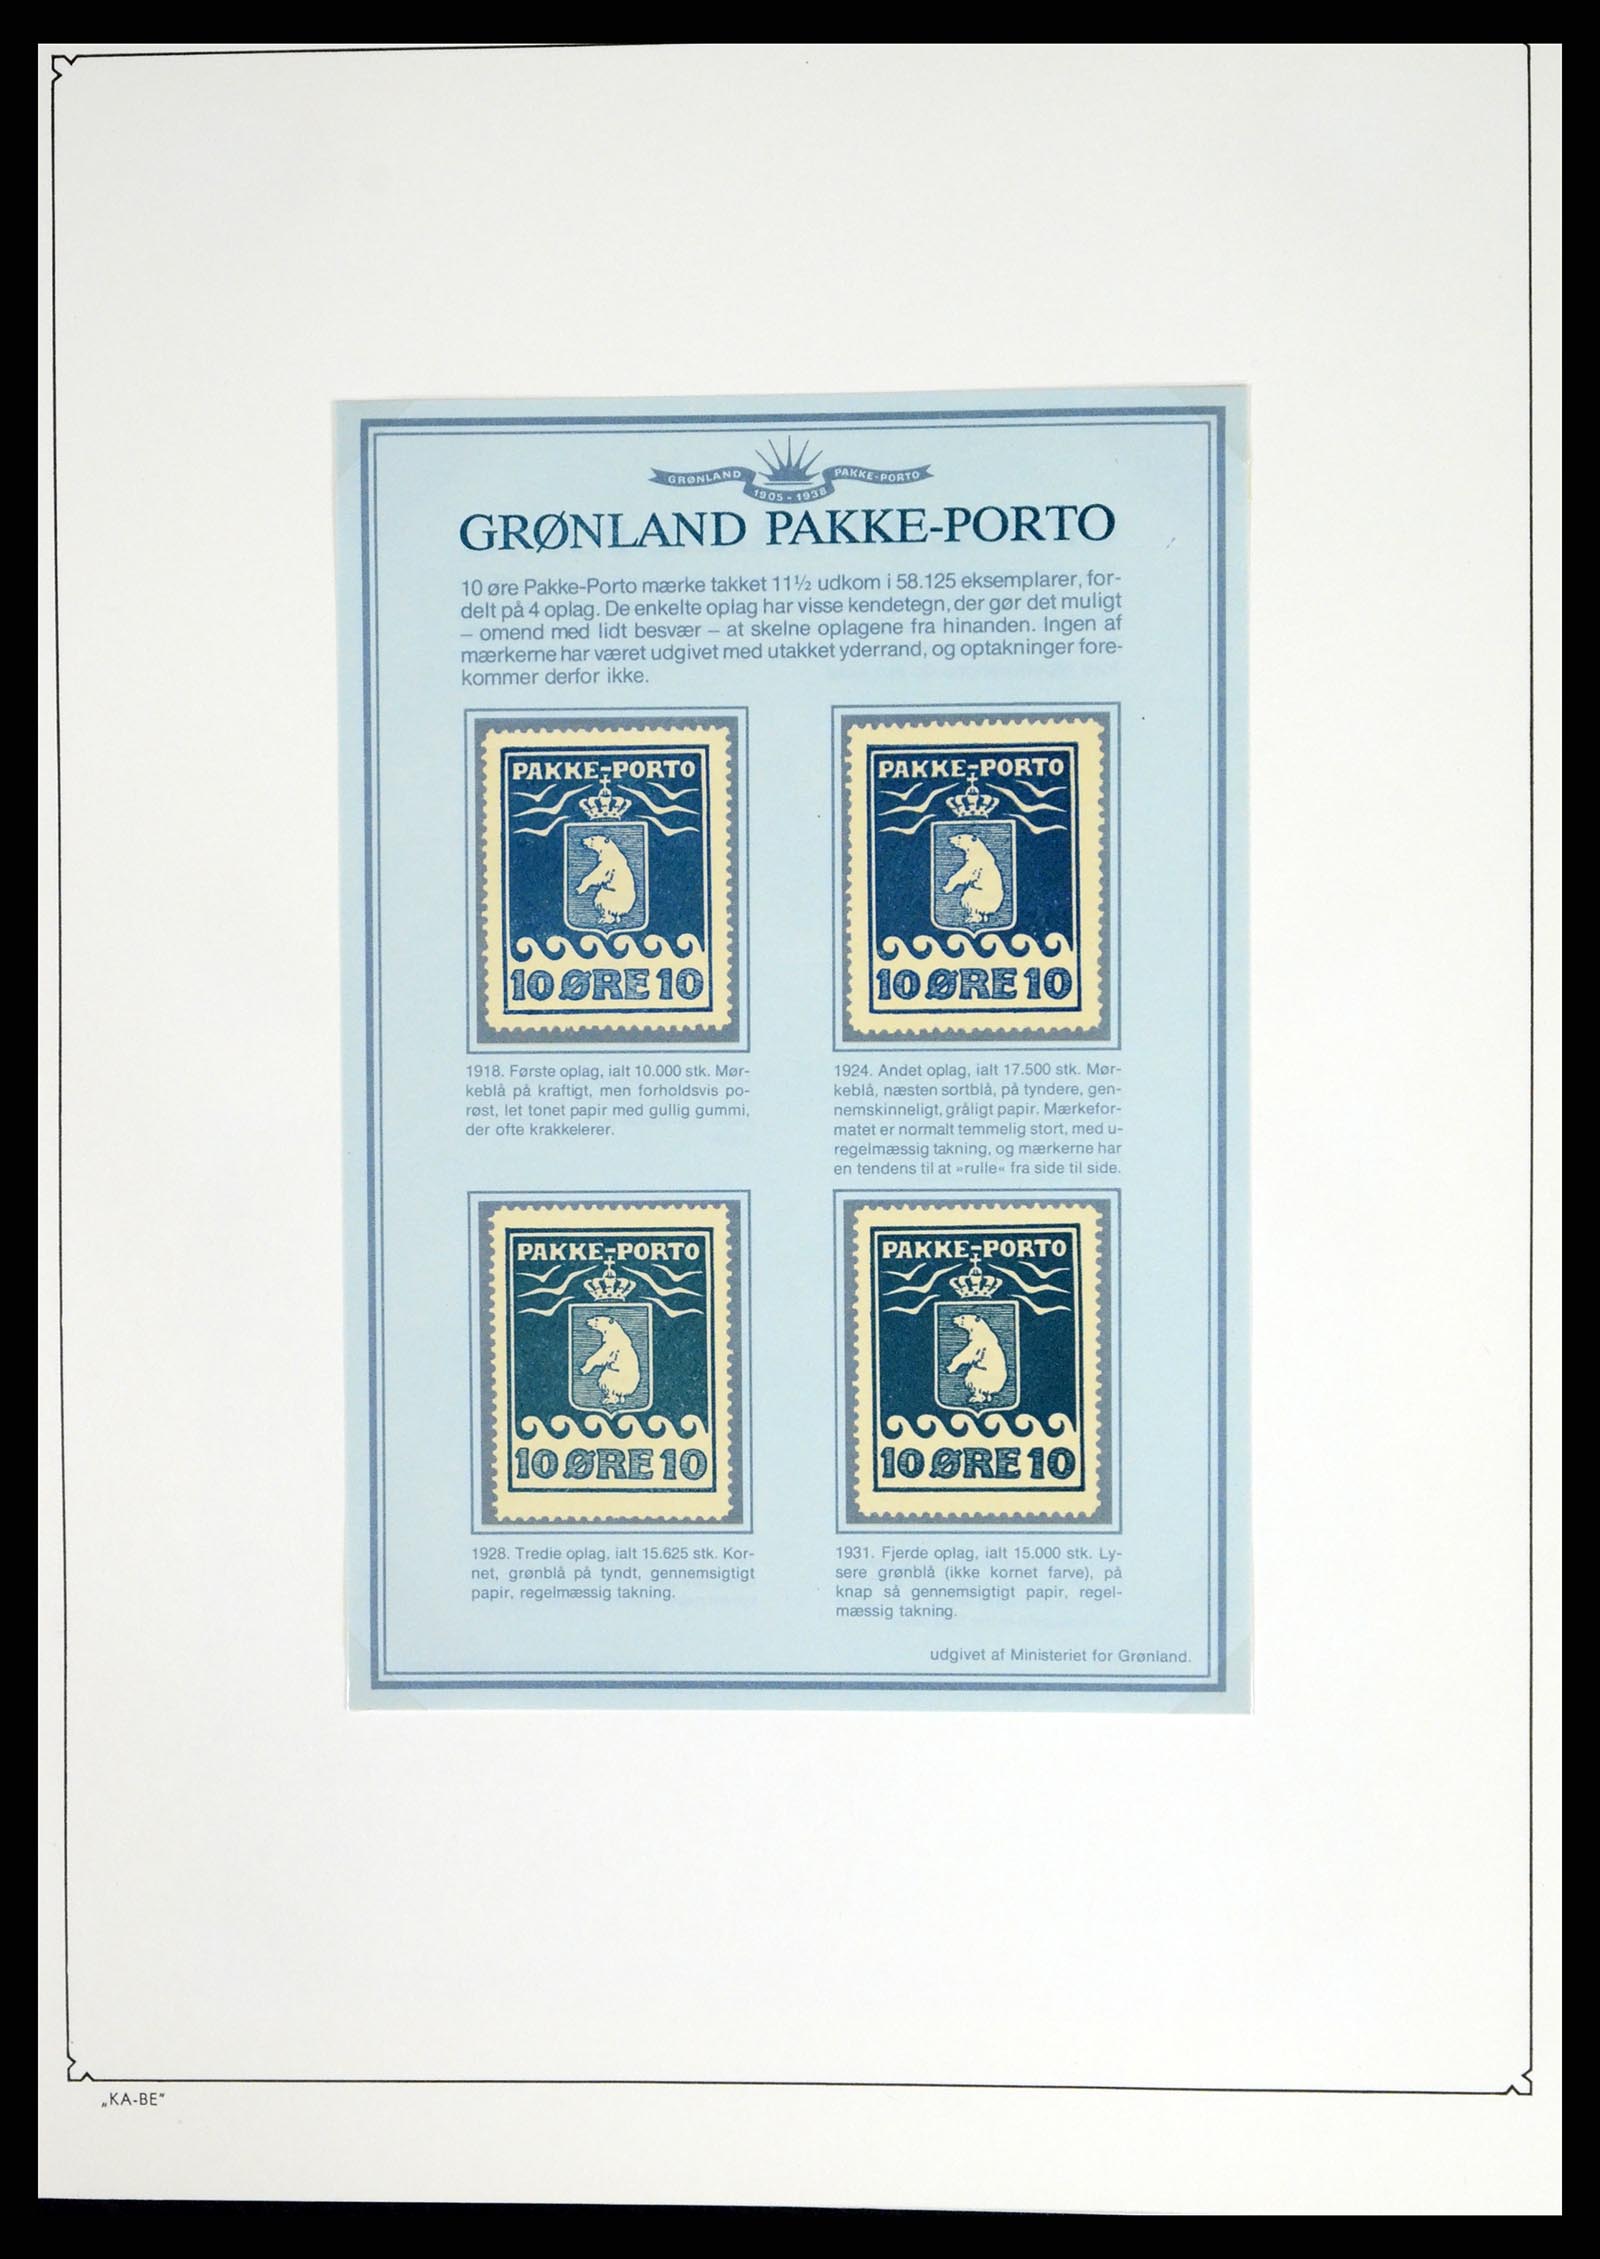 GRØNLAND PAKKE-PORTO
1905 - 1938
GRØNLAND PAKKE-PORTO
10 øre Pakke-Porto mærke takket 11½ udkom i 58.125 eksemplarer, for-
delt på 4 oplag. De enkelte oplag har visse kendetegn, der gør det muligt
– omend med lidt besvær – at skelne oplagene fra hinanden. Ingen af
mærkerne har været udgivet med utakket yderrand, og optakninger fore-
kommer derfor ikke.
PAKKE-PORTO
10 ØRE 10
1918. Første oplag, ialt 10.000 stk. Mør-
keblå på kraftigt, men forholdsvis po-
røst, let tonet papir med gullig gummi,
der ofte krakkelerer.
PAKKE-PORTO
10 ØRE 10
1924. Andet oplag, ialt 17.500 stk. Mør-
keblå, næsten sortblå, på tyndere, gen-
nemskinneligt, gråligt papir. Mærkefor-
matet er normalt temmelig stort, med u-
regelmæssig takning, og mærkerne har
en tendens til at »rulle« fra side til side.
PAKKE-PORTO
10 ØRE 10
1928. Tredie oplag, ialt 15.625 stk. Kor-
net, grønblå på tyndt, gennemsigtigt
papir, regelmæssig takning.
PAKKE-PORTO
10 ØRE 10
1931. Fjerde oplag, ialt 15.000 stk. Ly-
sere grønblå (ikke kornet farve), på
knap så gennemsigtigt papir, regel-
mæssig takning.
udgivet af Ministeriet for Grønland.
„KA-BE“